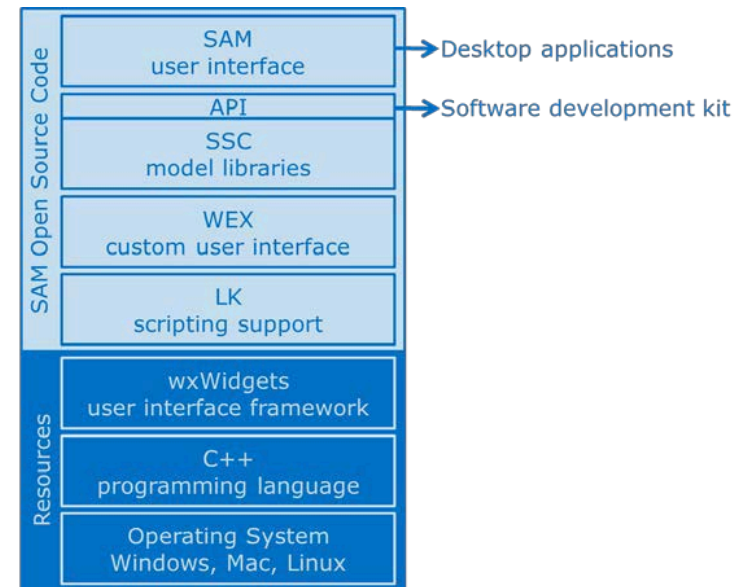 SAM Open Source Code
SAM
user interface
Desktop applications
API
Software development kit
SSC
model libraries
WEX
custom user interface
LK
scripting support
Resources
wxWidgets
user interface framework
C++
programming language
Operating System
Windows, Mac, Linux